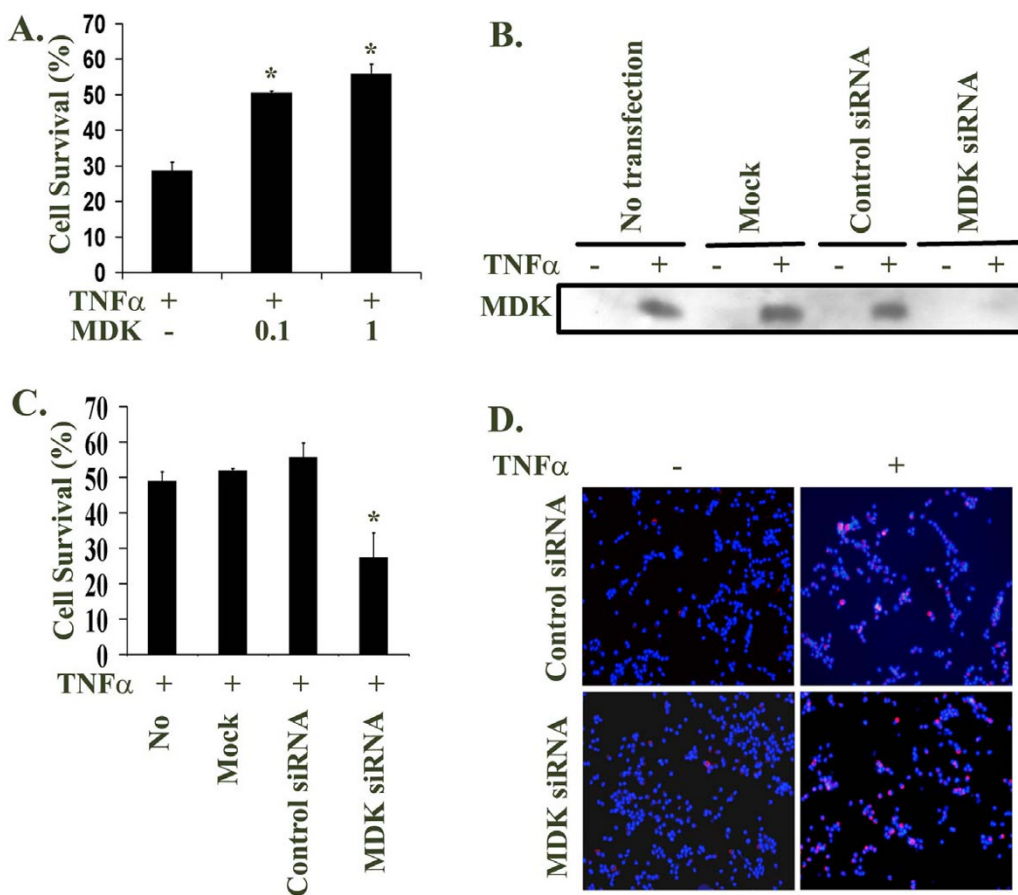 A.
Cell Survival (%)
70
60
50
40
30
20
10
0
*
*
TNFα + + +
MDK - 0.1 1
B.
No transfection
Mock
Control siRNA
MDK siRNA
TNFα - + - + - + - +
MDK
C.
Cell Survival (%)
70
60
50
40
30
20
10
0
*
TNFα + + + +
No
Mock
Control siRNA
MDK siRNA
D.
TNFα - +
Control siRNA
MDK siRNA